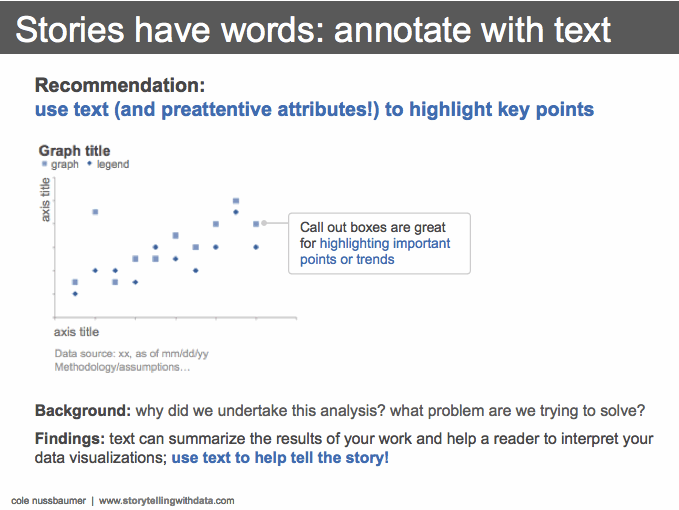 Stories have words: annotate with text
Recommendation:
use text (and preattentive attributes!) to highlight key points
Graph title
graph legend
axis title
Call out boxes are great
for highlighting important
points or trends
axis title
Data source: xx, as of mm/dd/yy
Methodology/assumptions…
Background: why did we undertake this analysis? what problem are we trying to solve?
Findings: text can summarize the results of your work and help a reader to interpret your
data visualizations; use text to help tell the story!
cole nussbaumer | www.storytellingwithdata.com